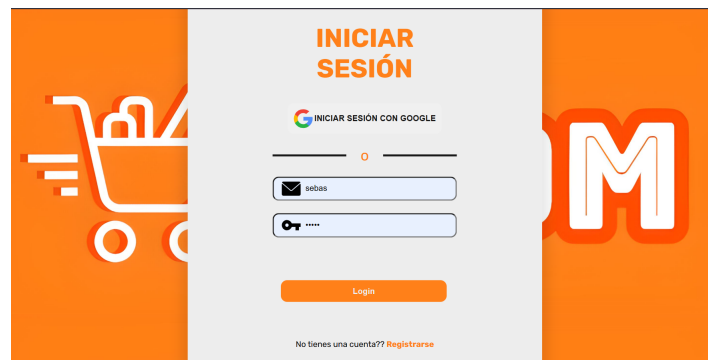 INICIAR
SESIÓN
INICIAR SESIÓN CON GOOGLE
O
sebas
•••••
Login
No tienes una cuenta?? Registrarse
M